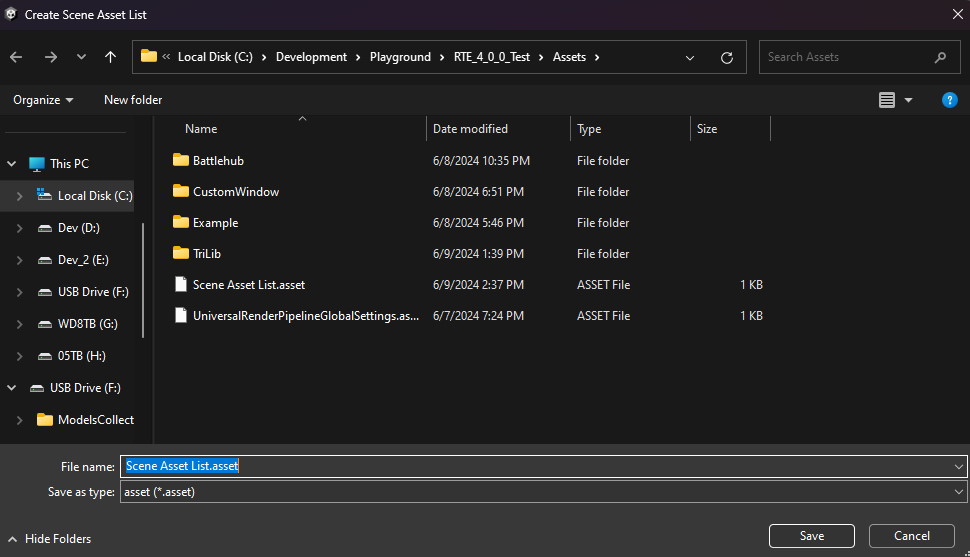 Create Scene Asset List
« Local Disk (C:) › Development › Playground › RTE_4_0_0_Test › Assets ›
Search Assets
Organize
New folder
?
Name
Date modified
Type
Size
Battlehub 6/8/2024 10:35 PM File folder
CustomWindow 6/8/2024 6:51 PM File folder
Example 6/8/2024 5:46 PM File folder
TriLib 6/9/2024 1:39 PM File folder
Scene Asset List.asset 6/9/2024 2:37 PM ASSET File 1 KB
UniversalRenderPipelineGlobalSettings.as... 6/7/2024 7:24 PM ASSET File 1 KB
This PC
Local Disk (C:)
Dev (D:)
Dev_2 (E:)
USB Drive (F:)
WD8TB (G:)
05TB (H:)
USB Drive (F:)
ModelsCollect
File name: Scene Asset List.asset
Save as type: asset (*.asset)
Hide Folders
Save
Cancel